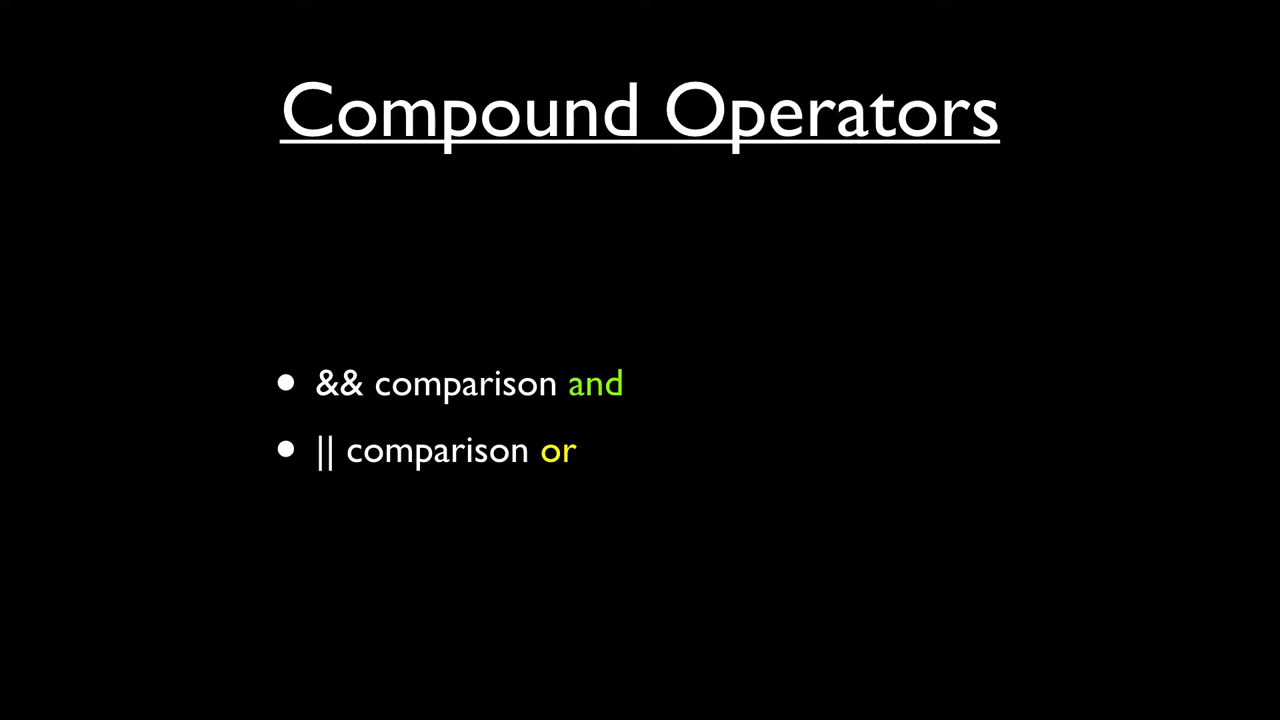 Compound Operators
• && comparison and
• || comparison or